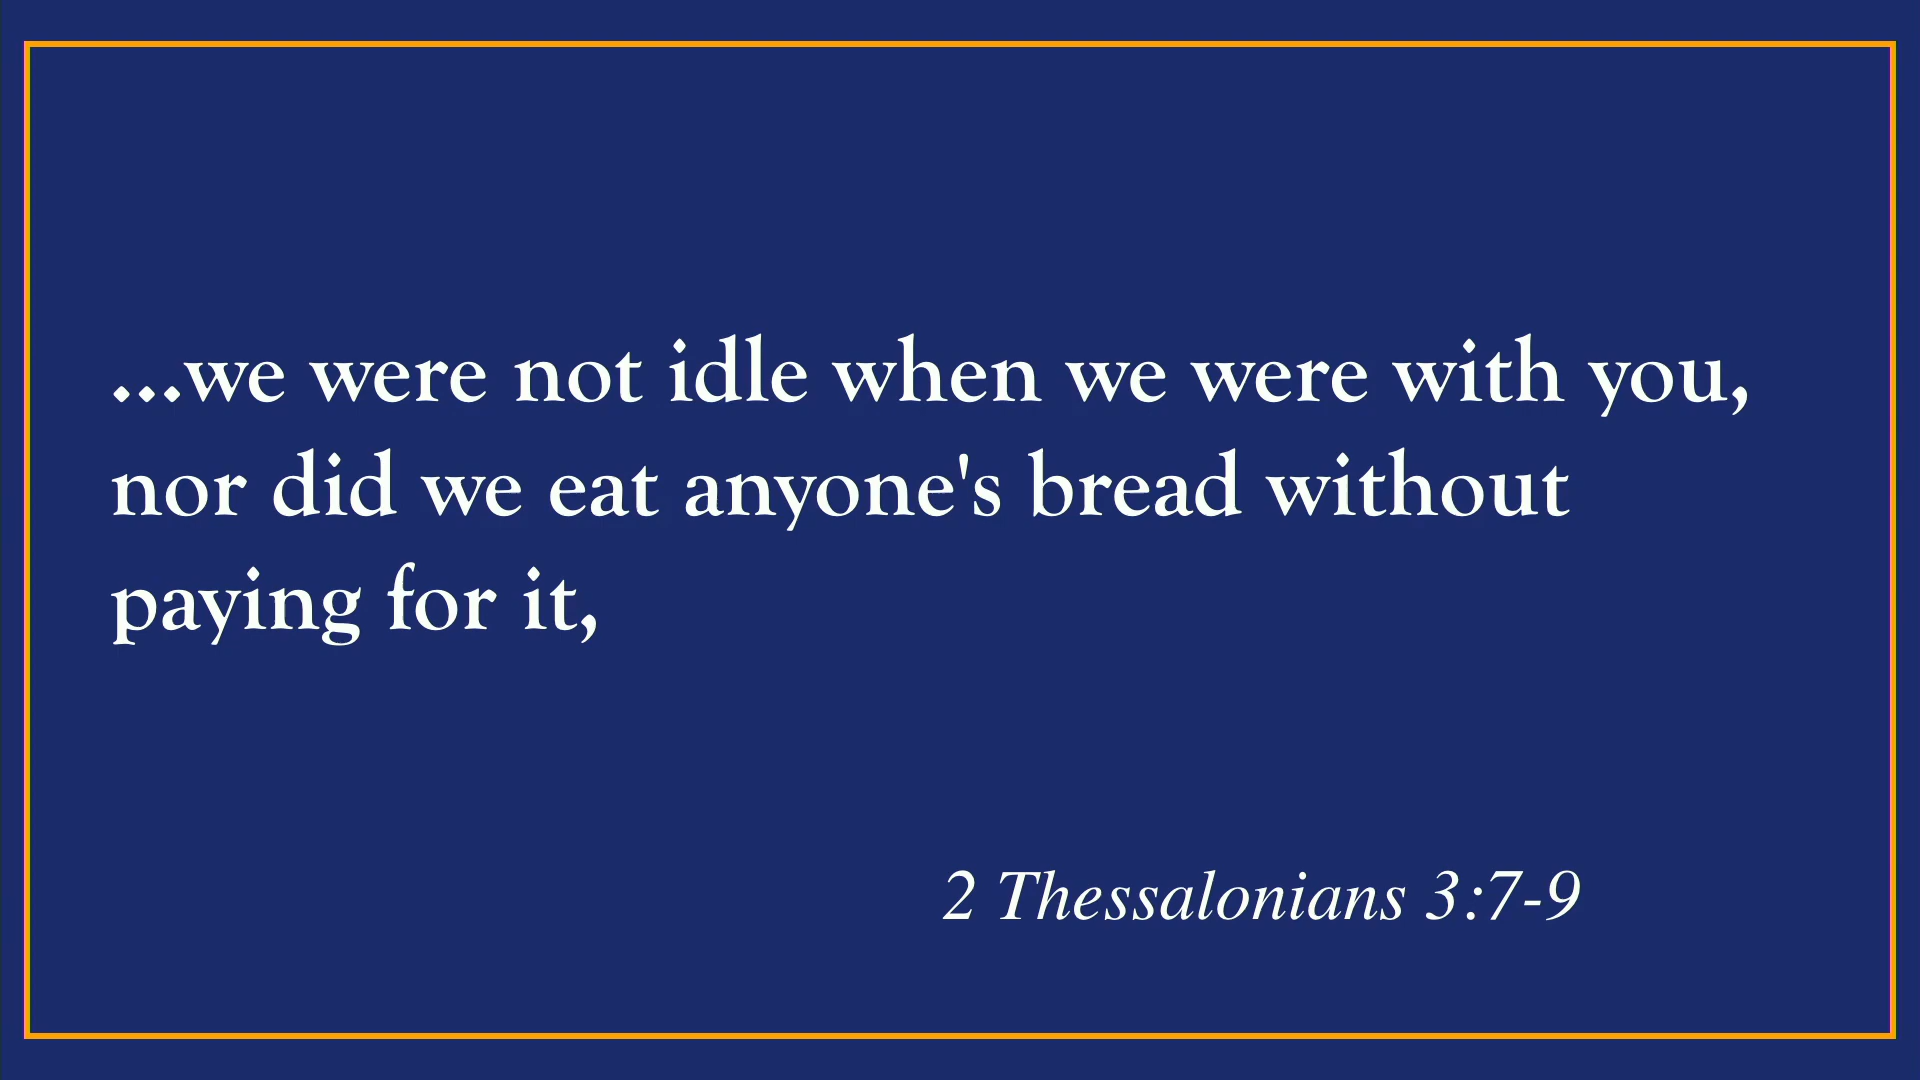 ...we were not idle when we were with you,
nor did we eat anyone's bread without
paying for it,
2 Thessalonians 3:7-9